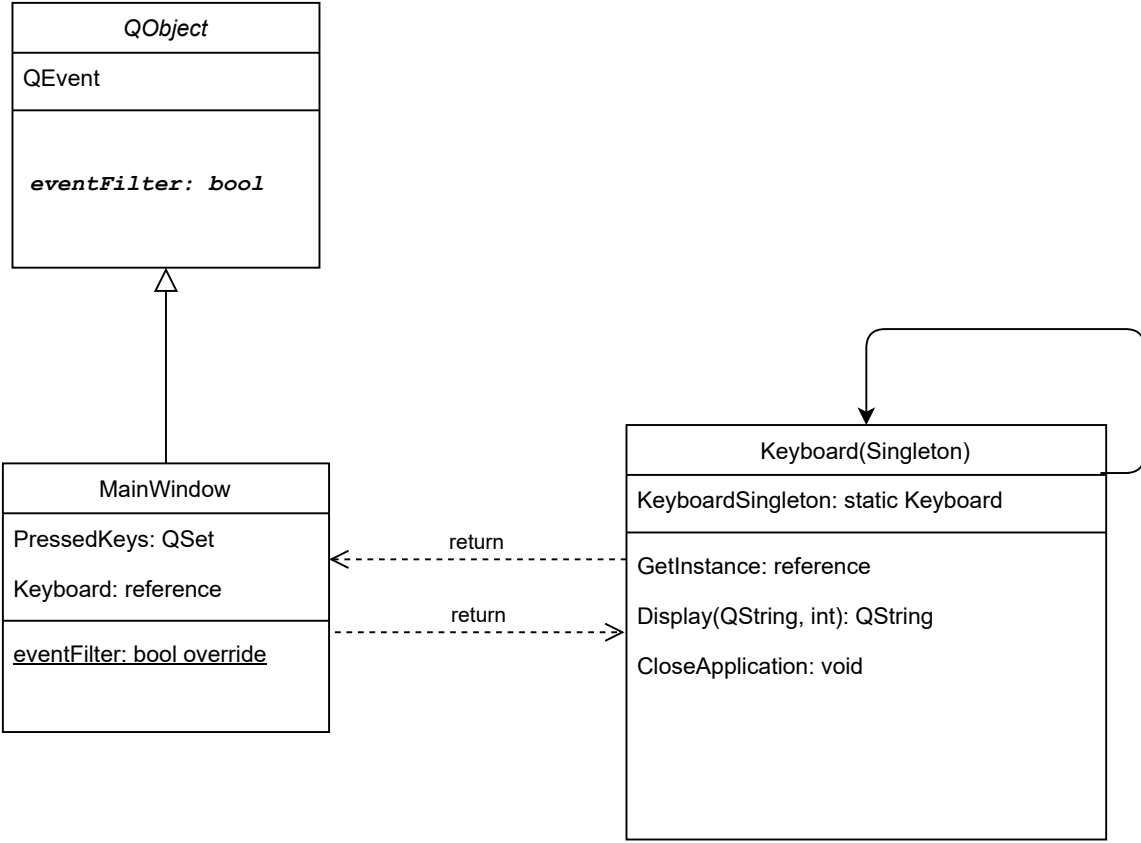 QObject
QEvent
eventFilter: bool
MainWindow
PressedKeys: QSet
Keyboard: reference
eventFilter: bool override
return
return
Keyboard(Singleton)
KeyboardSingleton: static Keyboard
GetInstance: reference
Display(QString, int): QString
CloseApplication: void